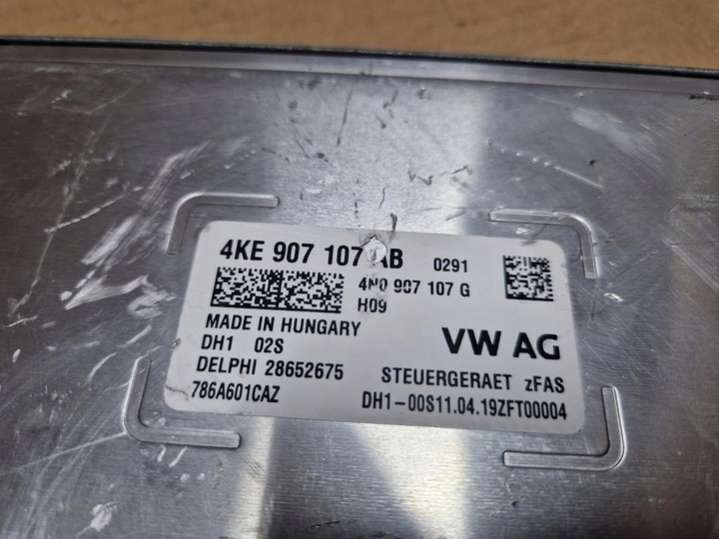 4KE 907 107 AB 0291
4N0 907 107 G
H09
MADE IN HUNGARY
DH1 02S
VW AG
DELPHI 28652675
STEUERGERAET zFAS
786A601CAZ
DH1-00S11.04.19ZFT00004